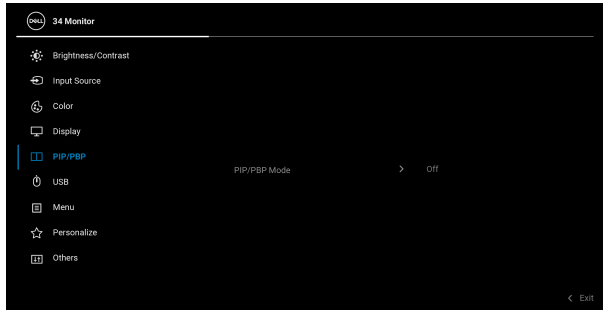 DELL 34 Monitor
Brightness/Contrast
Input Source
Color
Display
PIP/PBP
PIP/PBP Mode > Off
USB
Menu
Personalize
Others
< Exit